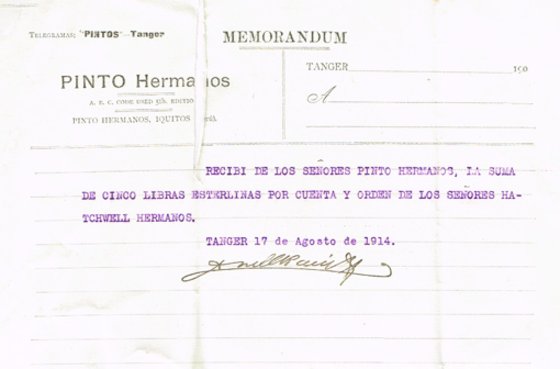 TELEGRAMAS; "PINTOS"-Tanger
MEMORANDUM
PINTO Hermanos
A. B. C. CODE USED 5th. EDITIO
PINTO HERMANOS, IQUITOS
TANGER 190
A
RECIBI DE LOS SEÑORES PINTO HERMANOS, LA SUMA
DE CINCO LIBRAS ESTERLINAS POR CUENTA Y ORDEN DE LOS SEÑORES HA-
TCHWELL HERMANOS.
TANGER 17 de Agosto de 1914.